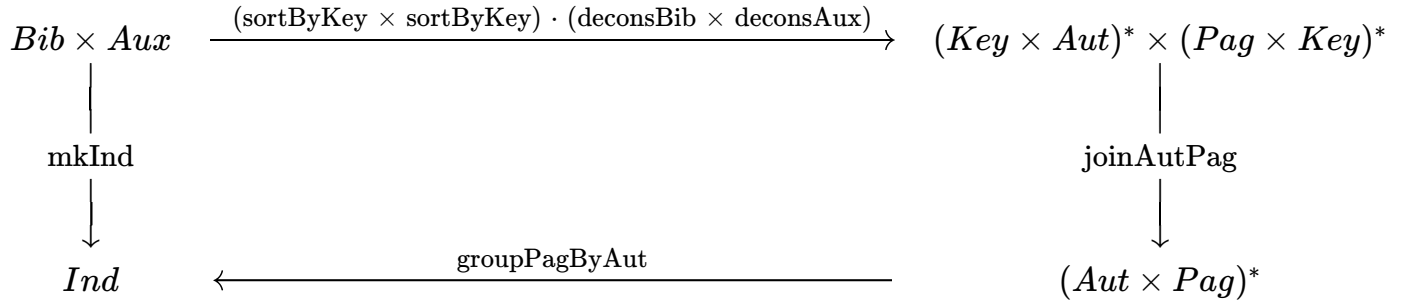 (sortByKey × sortByKey) · (deconsBib × deconsAux)
Bib × Aux
(Key × Aut)* × (Pag × Key)*
mkInd
joinAutPag
groupPagByAut
Ind
(Aut × Pag)*